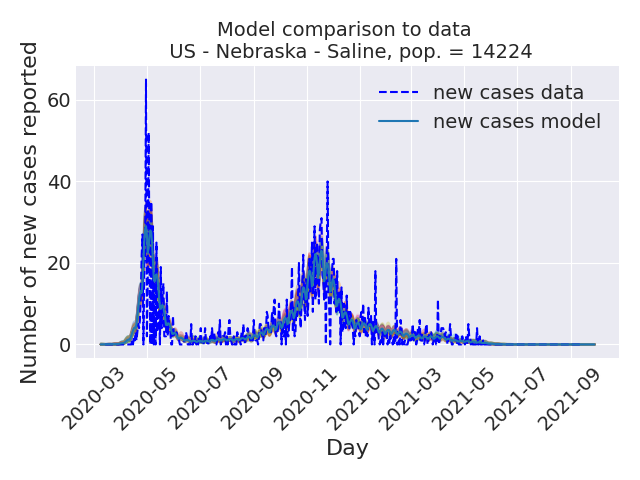 Model comparison to data
US - Nebraska - Saline, pop. = 14224
Number of new cases reported
60
40
20
0
new cases data
new cases model
2020-03
2020-05
2020-07
2020-09
2020-11
2021-01
2021-03
2021-05
2021-07
2021-09
Day